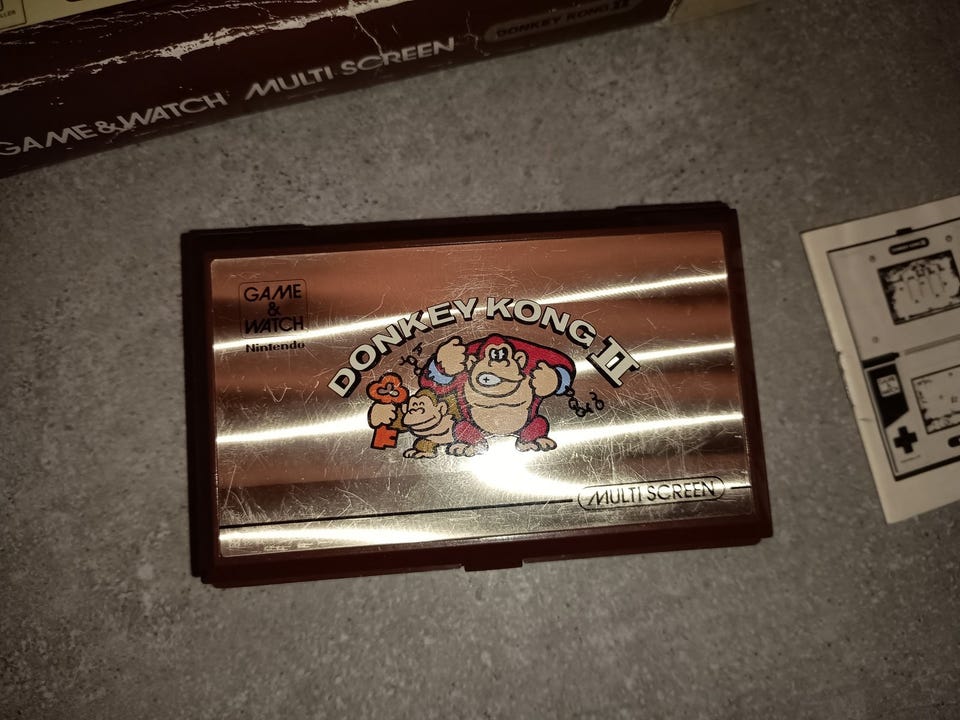 GAME & WATCH MULTI SCREEN
DONKEY KONG II
GAME
&
WATCH
Nintendo
DONKEY KONG II
MULTI SCREEN